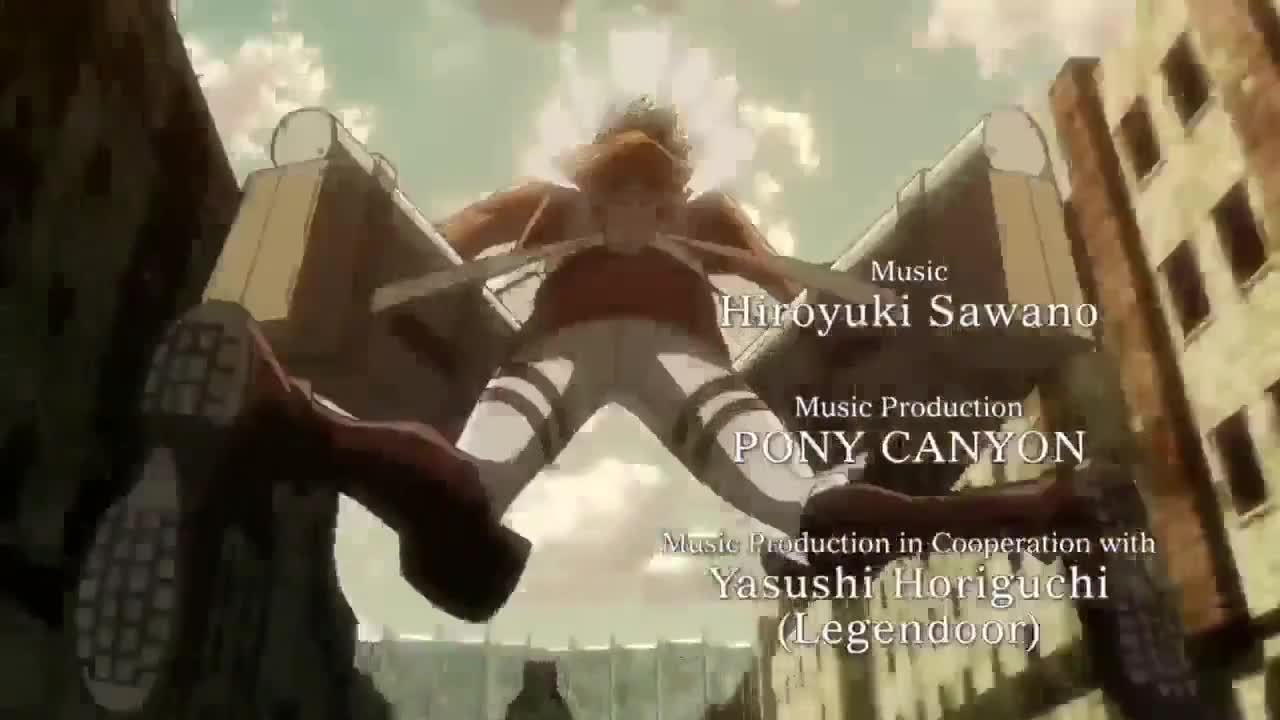 Music
Hiroyuki Sawano
Music Production
PONY CANYON
Music Production in Cooperation with
Yasushi Horiguchi
(Legendoor)